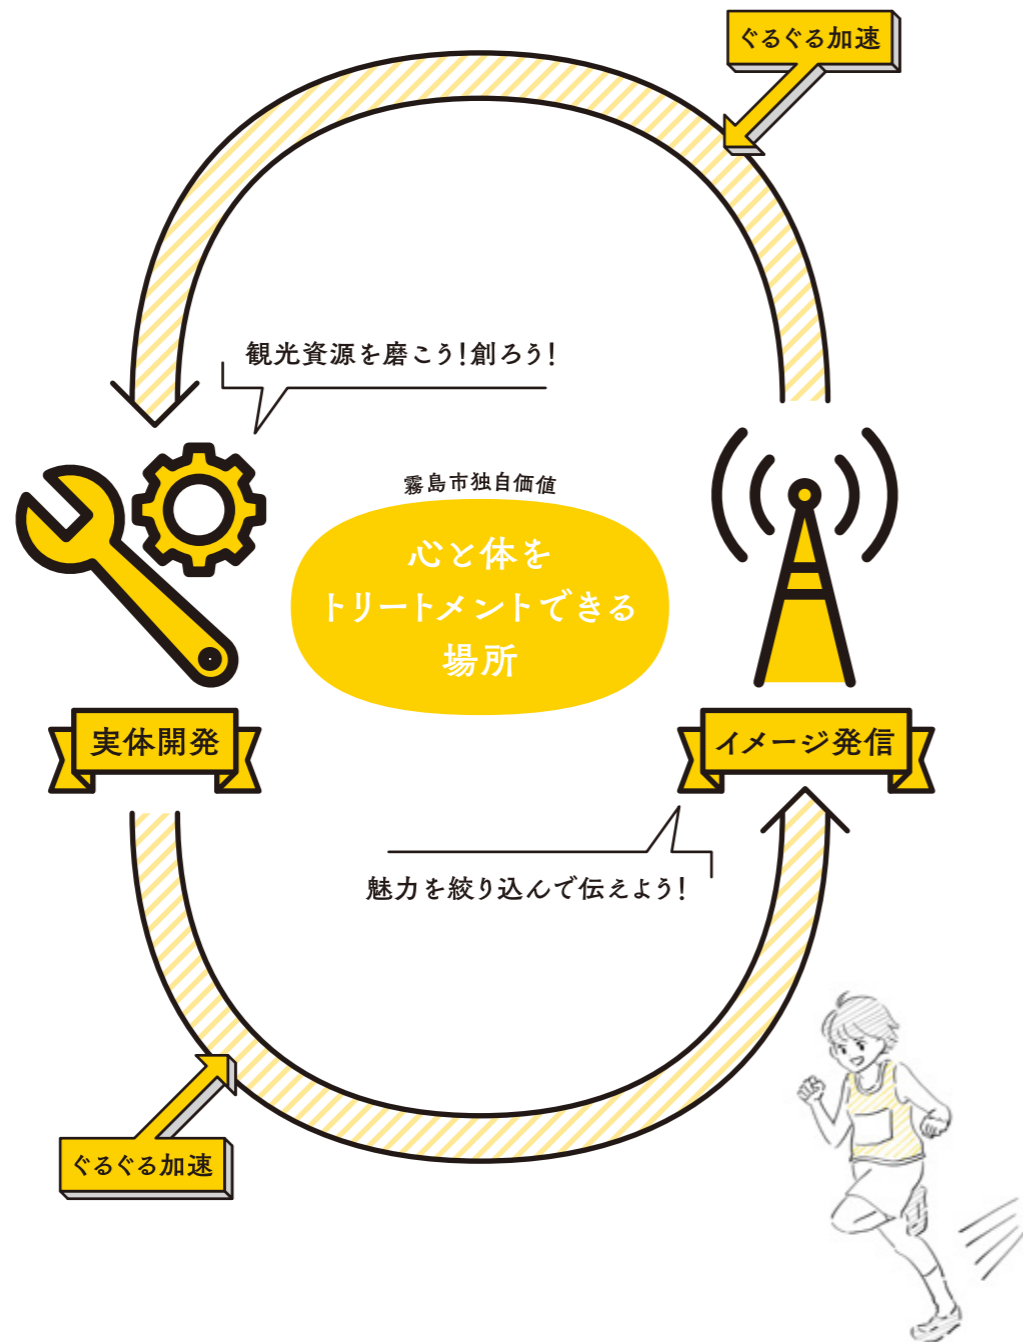 ぐるぐる加速
観光資源を磨こう!創ろう!
霧島市独自価値
心と体を
トリートメントできる
場所
実体開発
イメージ発信
魅力を絞り込んで伝えよう!
ぐるぐる加速